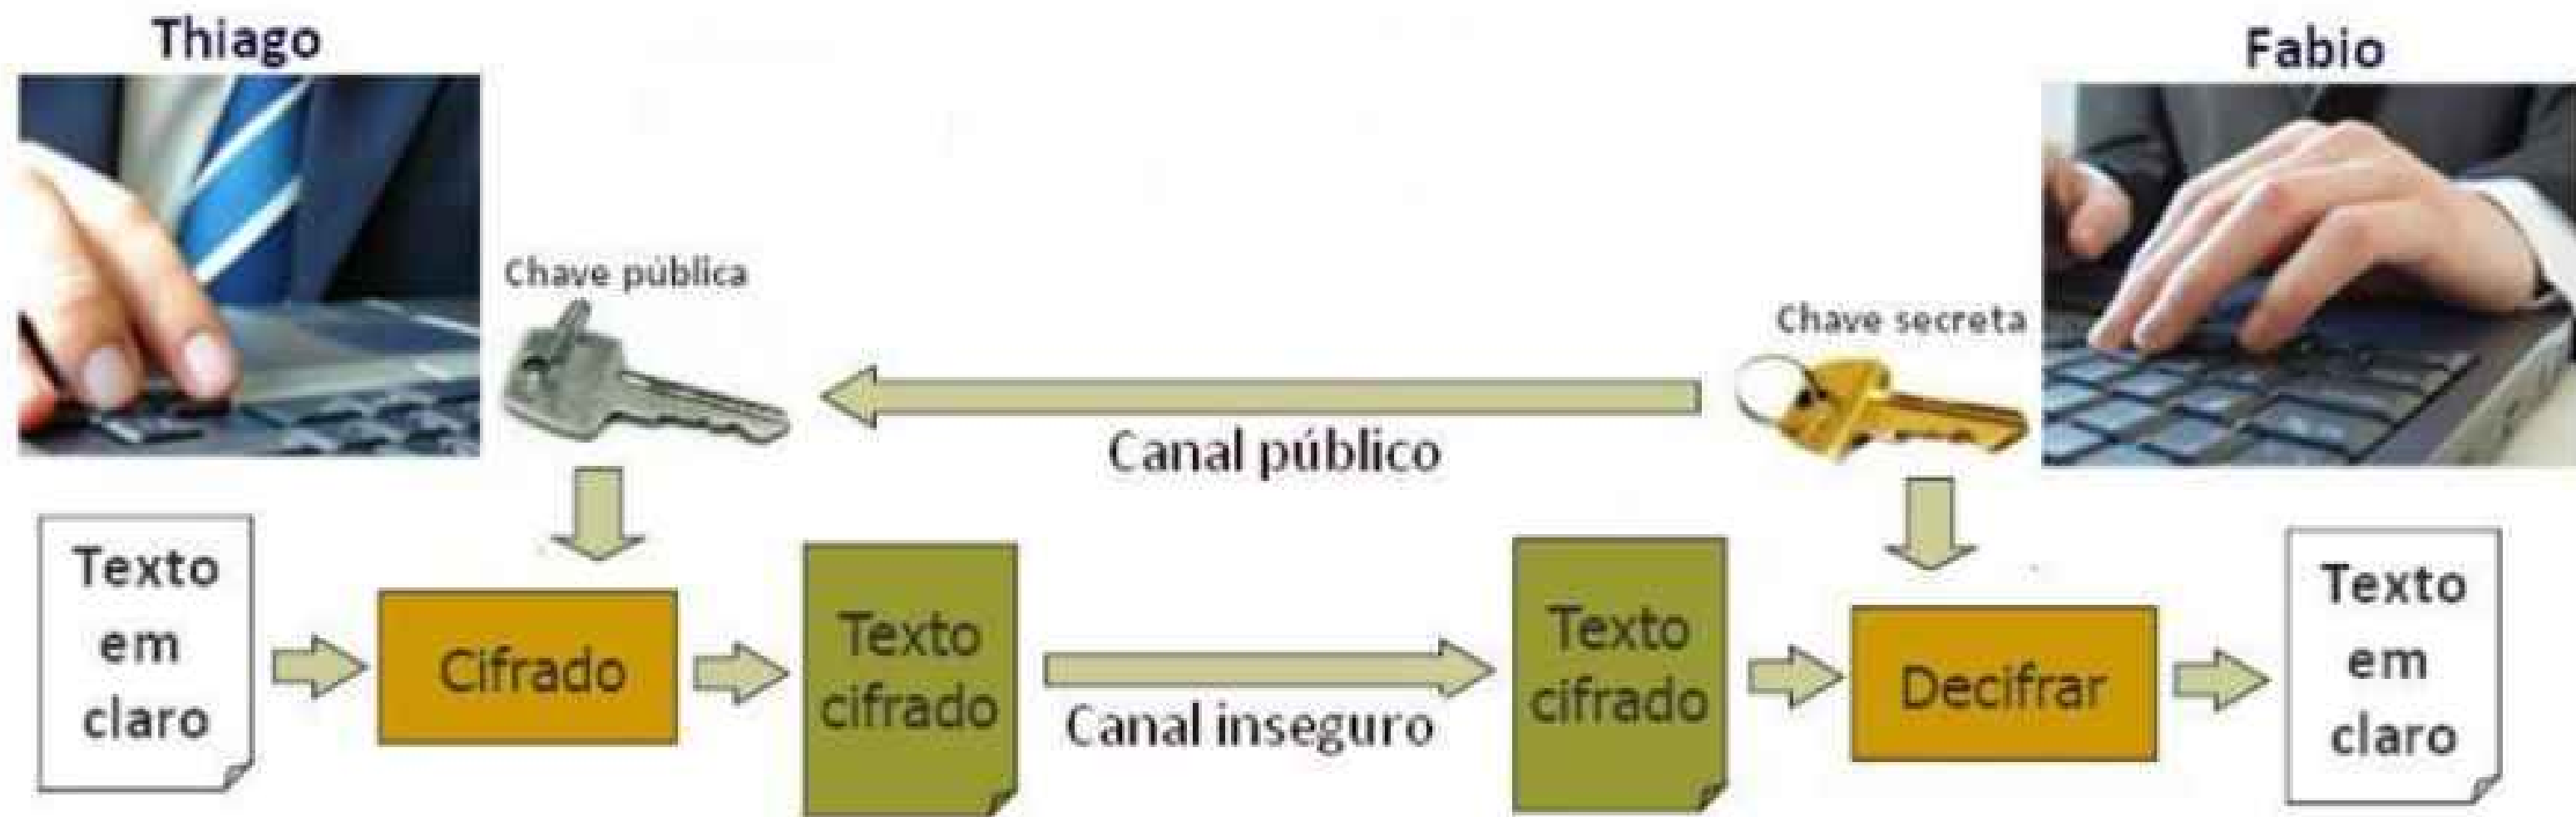 Thiago
Fabio
Chave pública
Chave secreta
Canal público
Texto
em
claro
Cifrado
Texto
cifrado
Canal inseguro
Texto
cifrado
Decifrar
Texto
em
claro